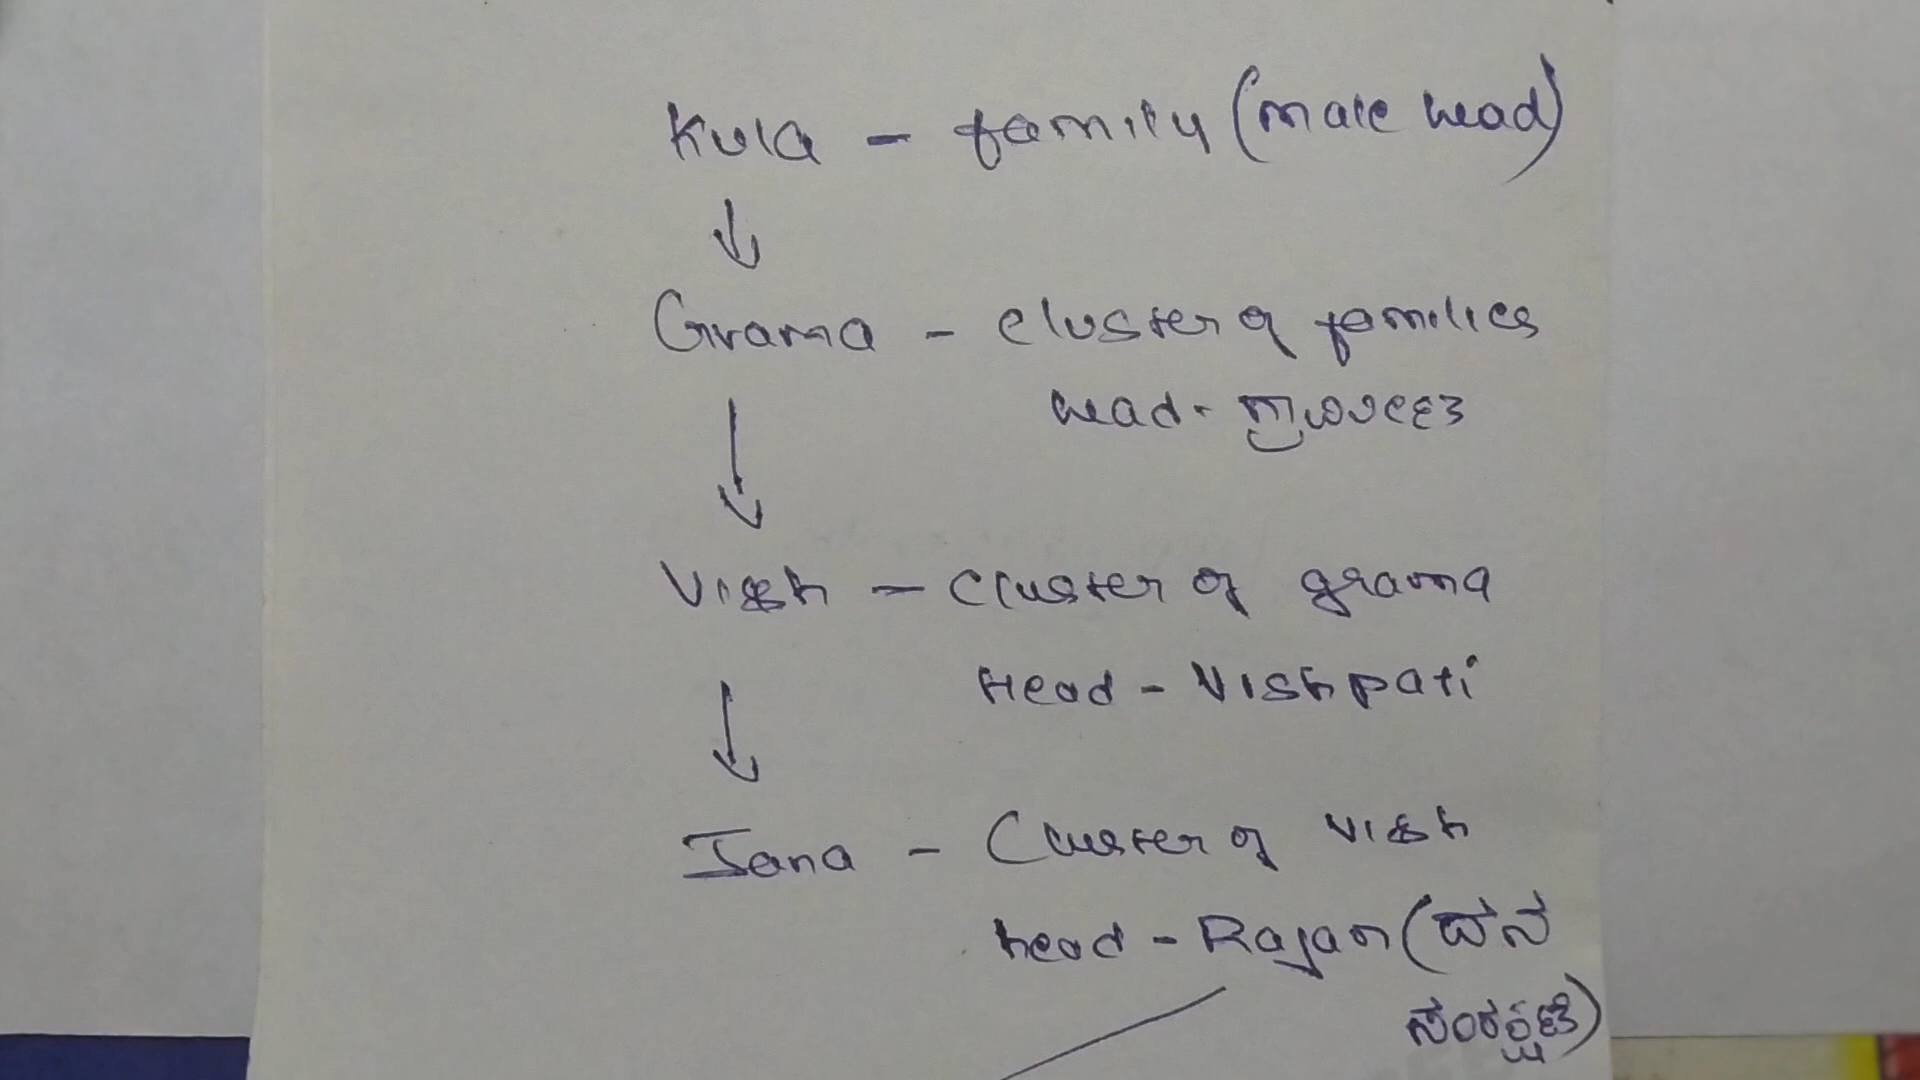 Kula - family (male head)
Grama - cluster of families
head -
Vish - Cluster of grama
Head - Vishpati
Jana - Cluster of Vish
head - Rajan (ಜನ
ಸಂರಕ್ಷಣೆ)